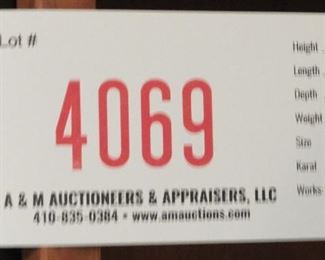 Lot #
4069
A & M AUCTIONEERS & APPRAISERS, LLC
410-835-0384 • www.amauctions.com
Height
Length
Depth
Weight
Size
Karat
Works